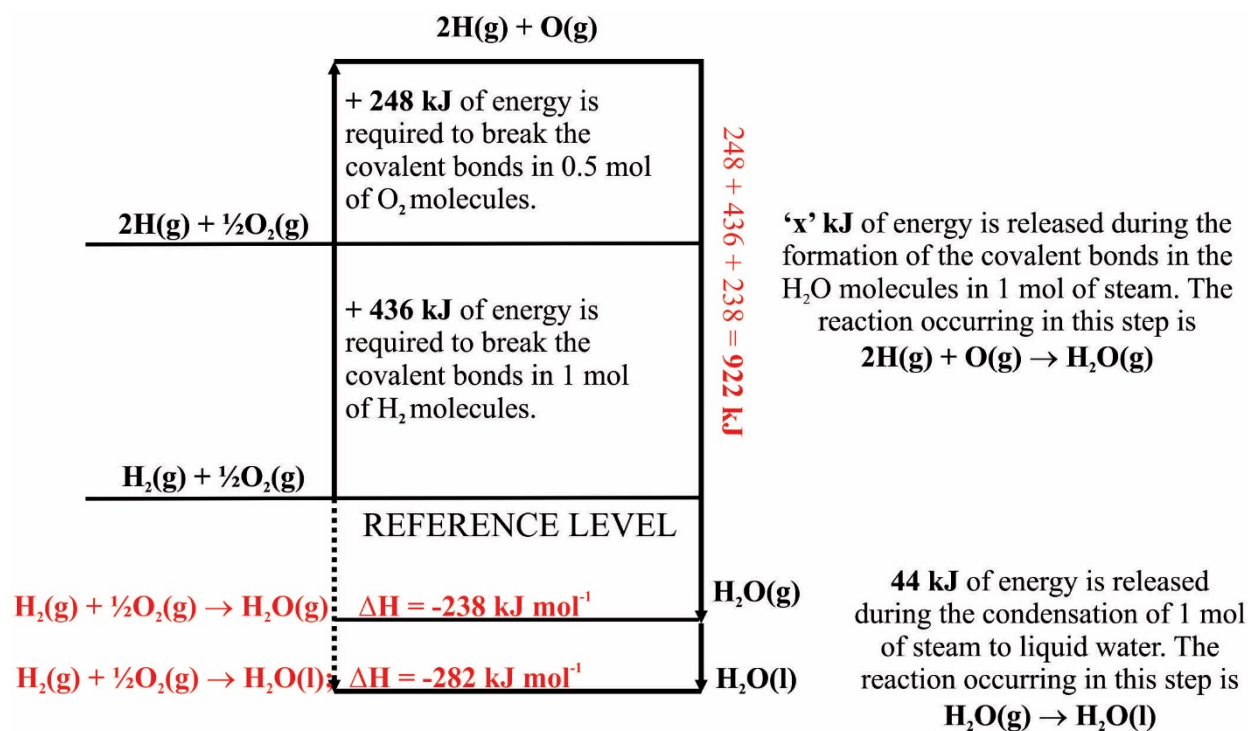 2H(g) + O(g)
+ 248 kJ of energy is
required to break the
covalent bonds in 0.5 mol
of O₂ molecules.
2H(g) + ½O₂(g)
+ 436 kJ of energy is
required to break the
covalent bonds in 1 mol
of H₂ molecules.
H₂(g) + ½O₂(g)
248 + 436 + 238 = 922 kJ
‘x’ kJ of energy is released during the
formation of the covalent bonds in the
H₂O molecules in 1 mol of steam. The
reaction occurring in this step is
2H(g) + O(g) → H₂O(g)
REFERENCE LEVEL
H₂(g) + ½O₂(g) → H₂O(g) ΔH = -238 kJ mol⁻¹
H₂O(g)
H₂(g) + ½O₂(g) → H₂O(l); ΔH = -282 kJ mol⁻¹
H₂O(l)
44 kJ of energy is released
during the condensation of 1 mol
of steam to liquid water. The
reaction occurring in this step is
H₂O(g) → H₂O(l)